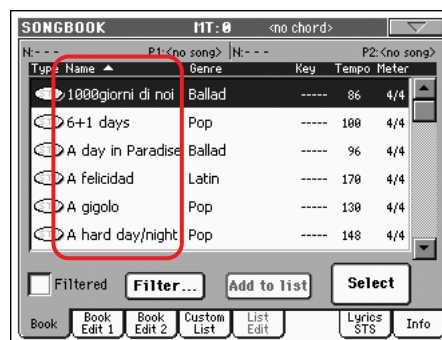 SONGBOOK MT:0 <no chord>
N:--- P1:<no song> N:--- P2:<no song>
Type Name Genre Key Tempo Meter
1000giorni di noi Ballad ----- 86 4/4
6+1 days Pop ----- 100 4/4
A day in Paradise Ballad ----- 96 4/4
A felicidad Latin ----- 170 4/4
A gigolo Pop ----- 130 4/4
A hard day/night Pop ----- 148 4/4
Filtered Filter... Add to list Select
Book Book Edit 1 Book Edit 2 Custom List List Edit Lyrics STS Info